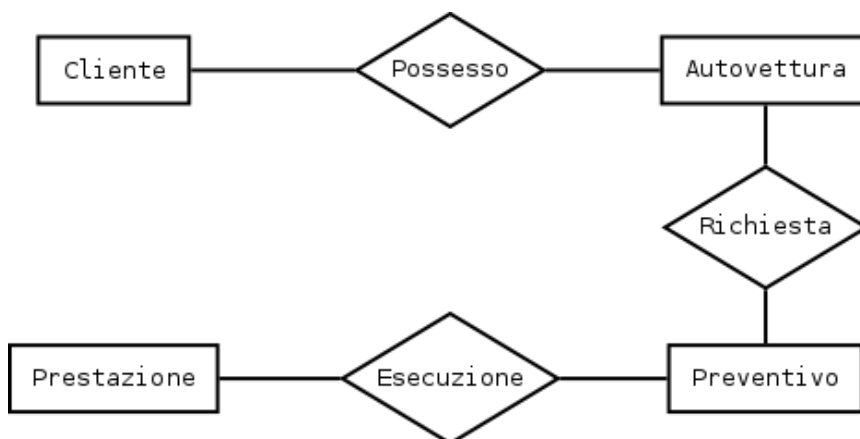 Cliente
Possesso
Autovettura
Richiesta
Prestazione
Esecuzione
Preventivo